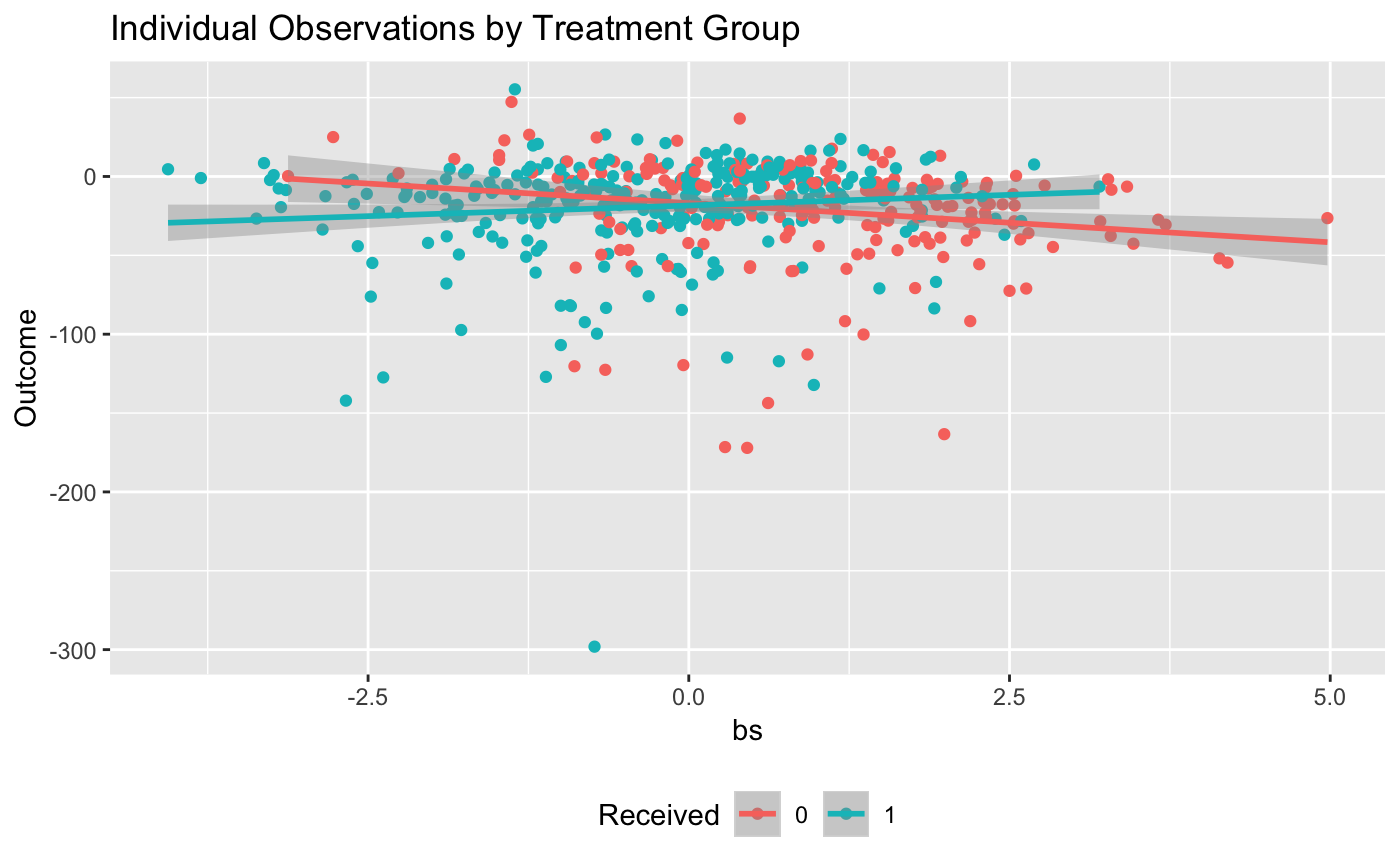 Individual Observations by Treatment Group
Outcome
0
-100
-200
-300
-2.5 0.0 2.5 5.0
bs
Received 0 1